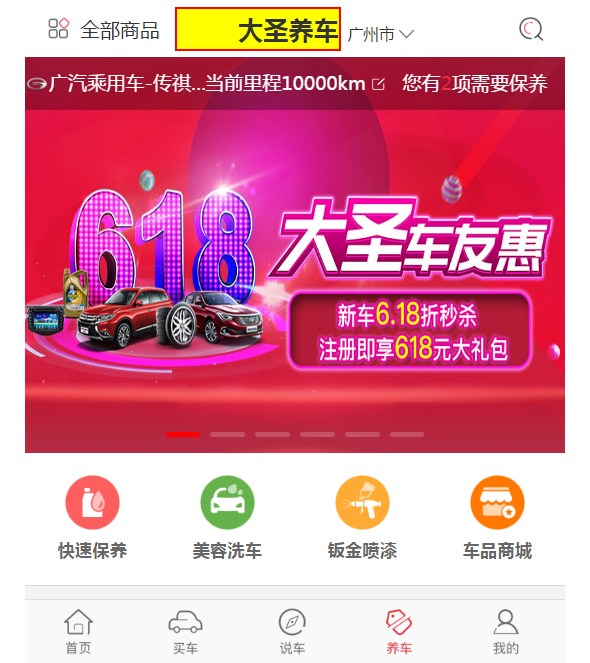 全部商品
大圣养车
广州市
广汽乘用车-传祺...当前里程10000km
您有2项需要保养
618
大圣车友惠
新车6.18折秒杀
注册即享618元大礼包
快速保养
美容洗车
钣金喷漆
车品商城
首页
买车
说车
养车
我的